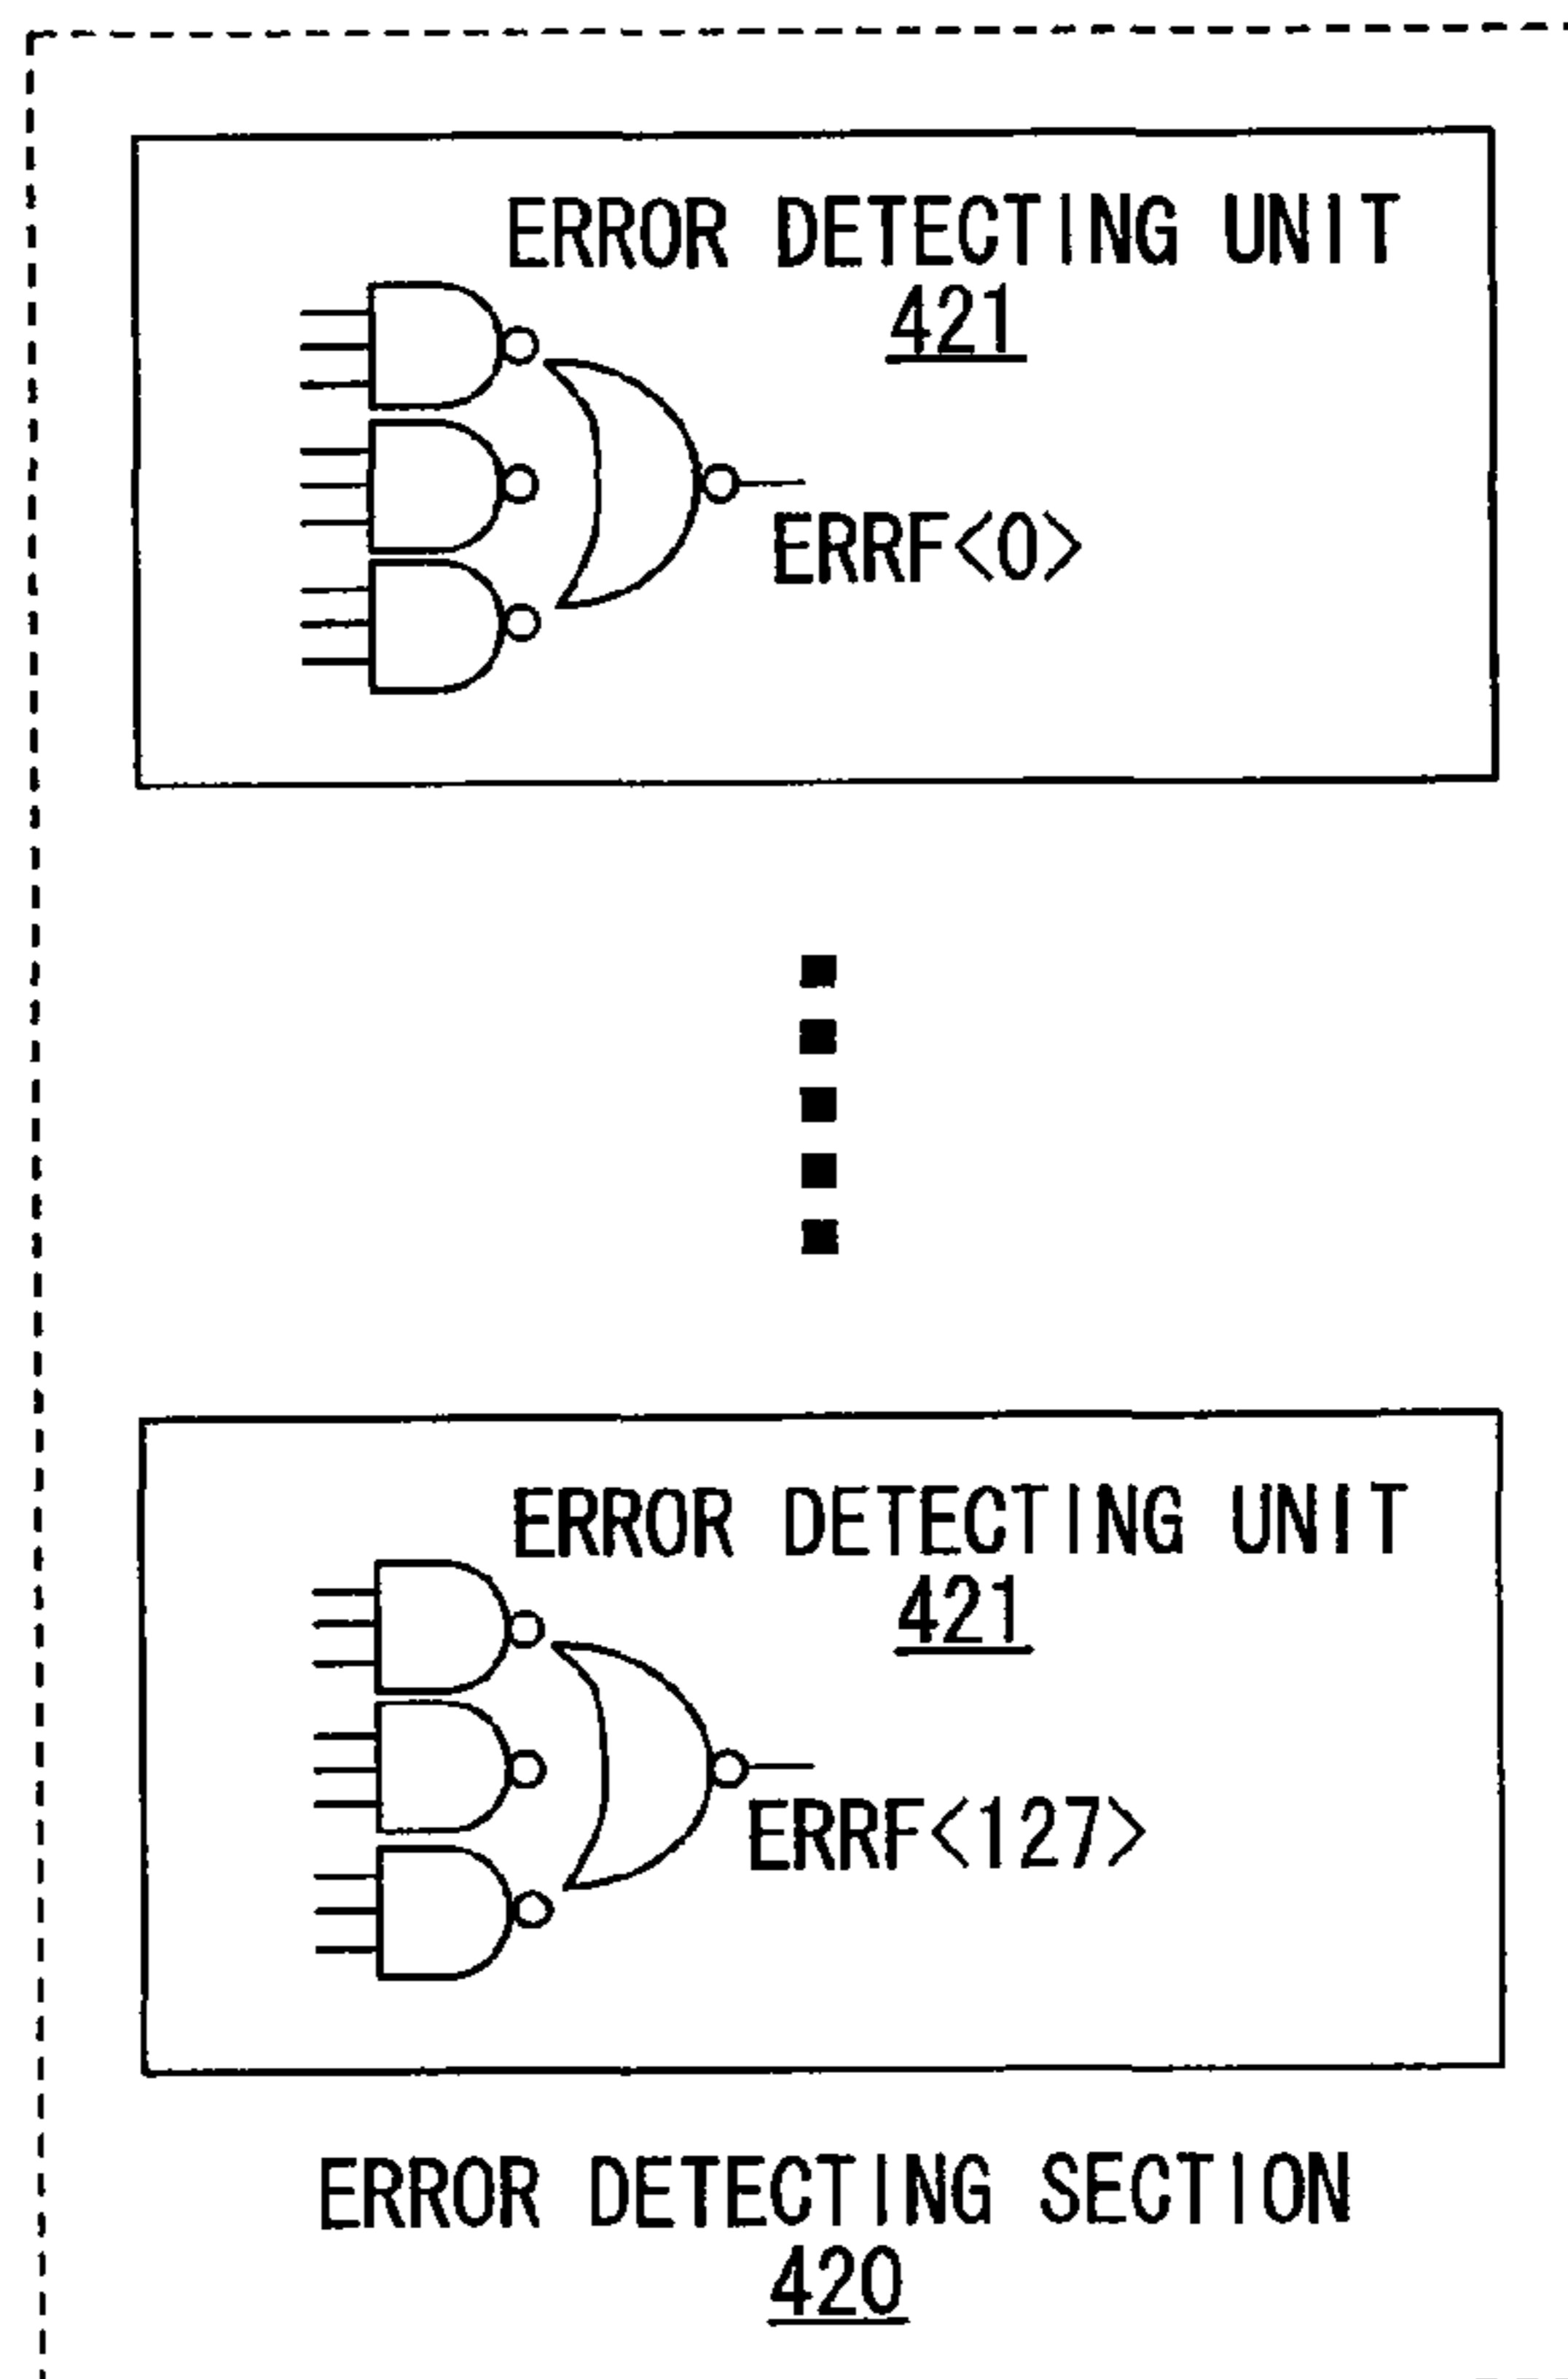 ERROR DETECTING UNIT
421
ERRF<0>
ERROR DETECTING UNIT
421
ERRF<127>
ERROR DETECTING SECTION
420